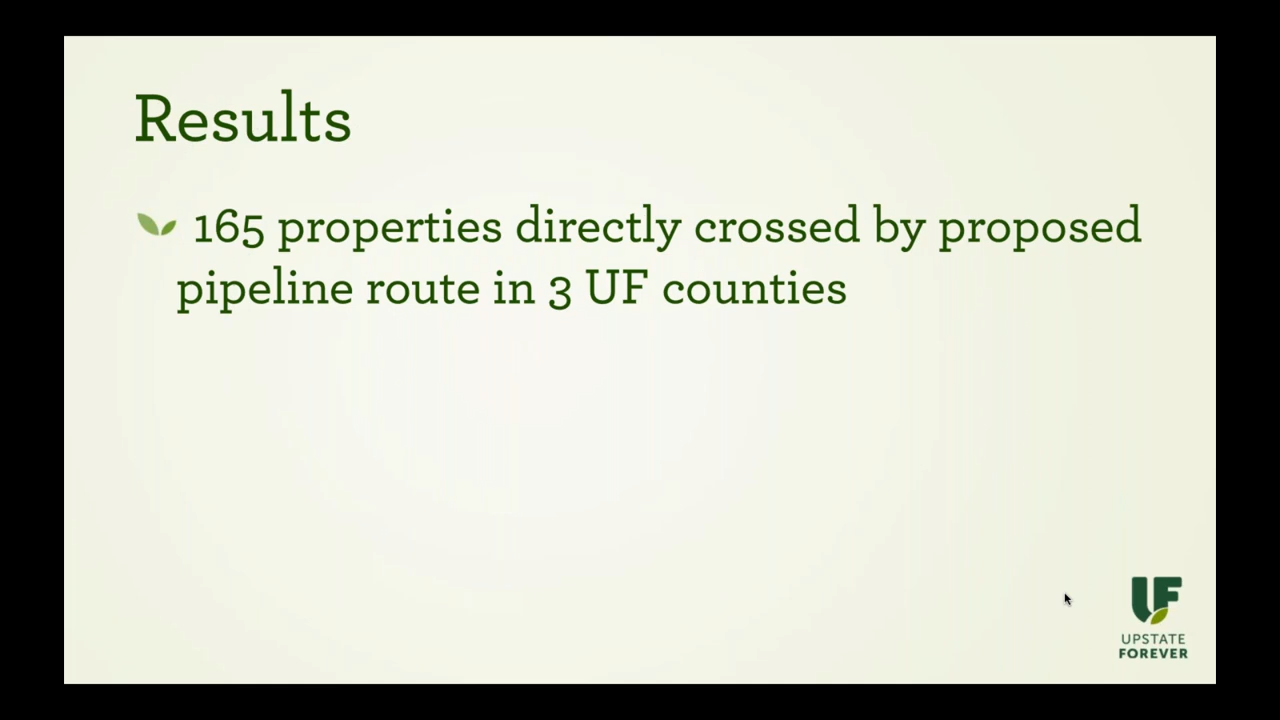 Results
165 properties directly crossed by proposed
pipeline route in 3 UF counties
UF
UPSTATE
FOREVER